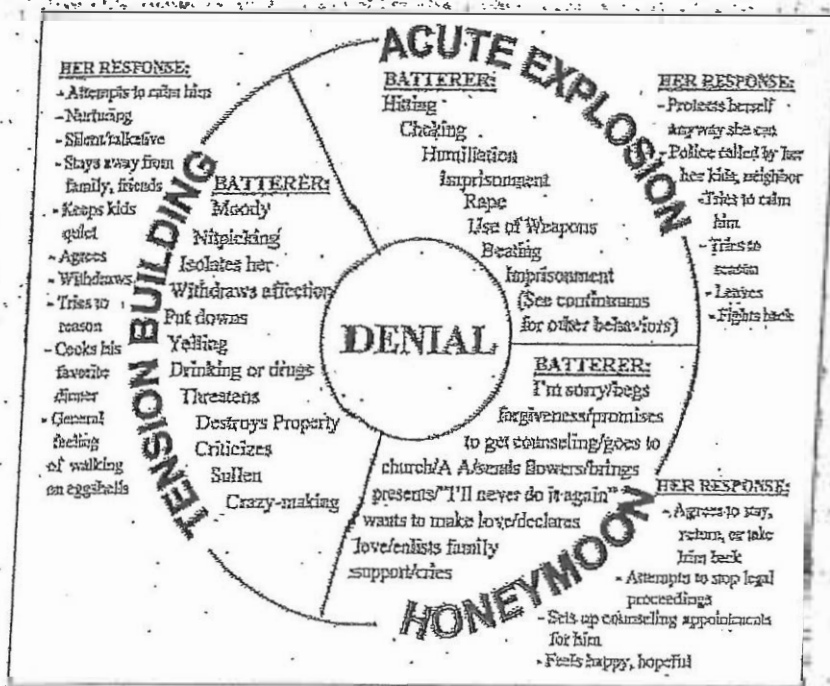 ACUTE EXPLOSION
BATTERER:
Hitting
Choking
Humiliation
Imprisonment
Rape
Use of Weapons
Beating
Imprisonment
(See continuums
for other behaviors)
HER RESPONSE:
- Protects herself
anyway she can
- Police called by her
her kids, neighbor
- Tries to calm
him
- Tries to
reason
- Leaves
- Fights back
HER RESPONSE:
- Attempts to calm him
- Nurturing
- Silent/talkative
- Stays away from
family, friends
- Keeps kids
quiet
- Agrees
- Withdraws
- Tries to
reason
- Cooks his
favorite
dinner
- General
feeling
of walking
on eggshells
TENSION BUILDING
BATTERER:
Moody
Nitpicking
Isolates her
Withdraws affection
Put downs
Yelling
Drinking or drugs
Threatens
Destroys Property
Criticizes
Sullen
Crazy-making
DENIAL
BATTERER:
I'm sorry/begs
forgiveness/promises
to get counseling/goes to
church/A A/sends flowers/brings
presents/"I'll never do it again"
wants to make love/declares
love/enlists family
support/cries
HONEYMOON
HER RESPONSE:
- Agrees to stay,
return, or take
him back
- Attempts to stop legal
proceedings
- Sets up counseling appointments
for him
- Feels happy, hopeful